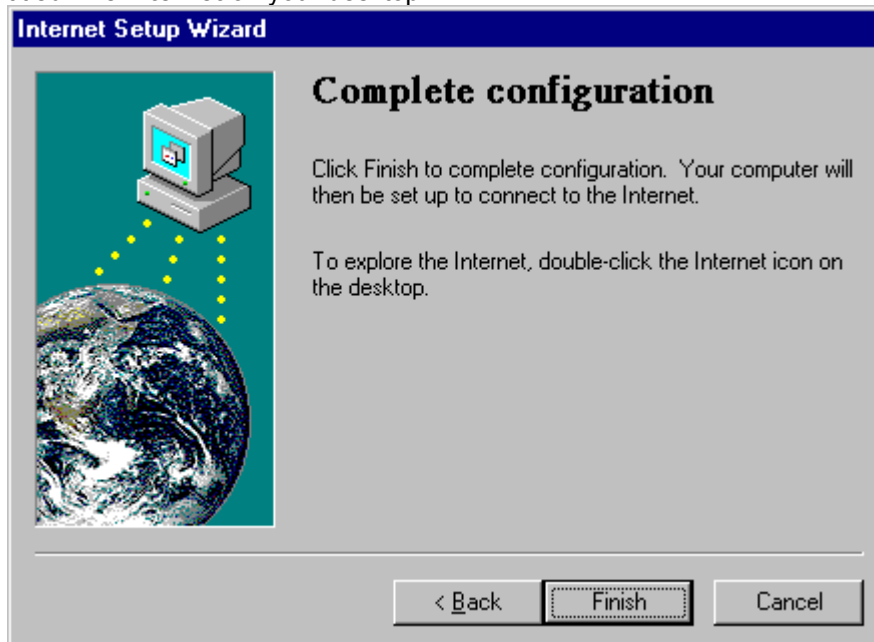 Internet Setup Wizard
Complete configuration
Click Finish to complete configuration. Your computer will
then be set up to connect to the Internet.
To explore the Internet, double-click the Internet icon on
the desktop.
< Back
Finish
Cancel